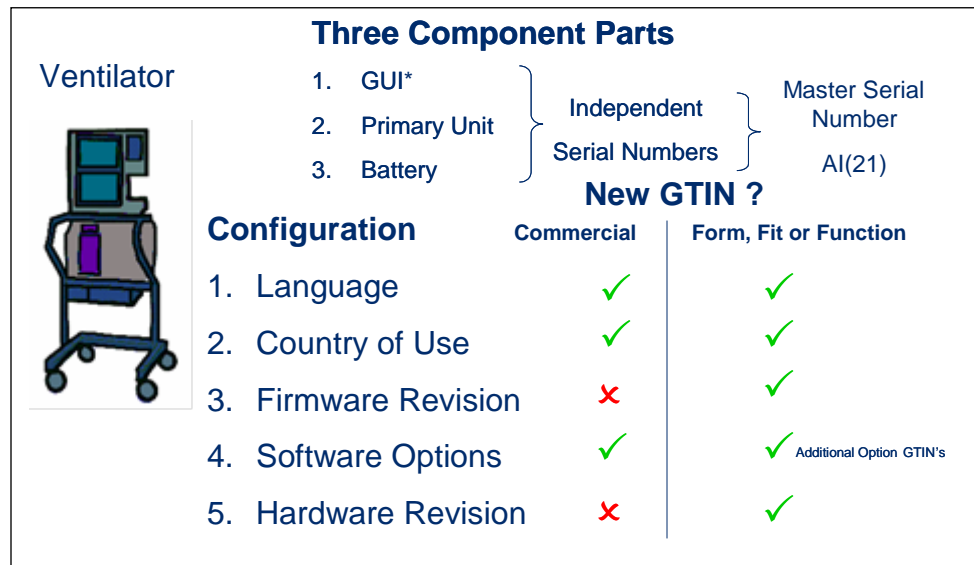 Three Component Parts
Ventilator
1. GUI*
2. Primary Unit
3. Battery
Independent
Serial Numbers
Master Serial
Number
AI(21)
New GTIN ?
Configuration
Commercial
Form, Fit or Function
1. Language ✓ ✓
2. Country of Use ✓ ✓
3. Firmware Revision ✗ ✓
4. Software Options ✓ ✓ Additional Option GTIN's
5. Hardware Revision ✗ ✓